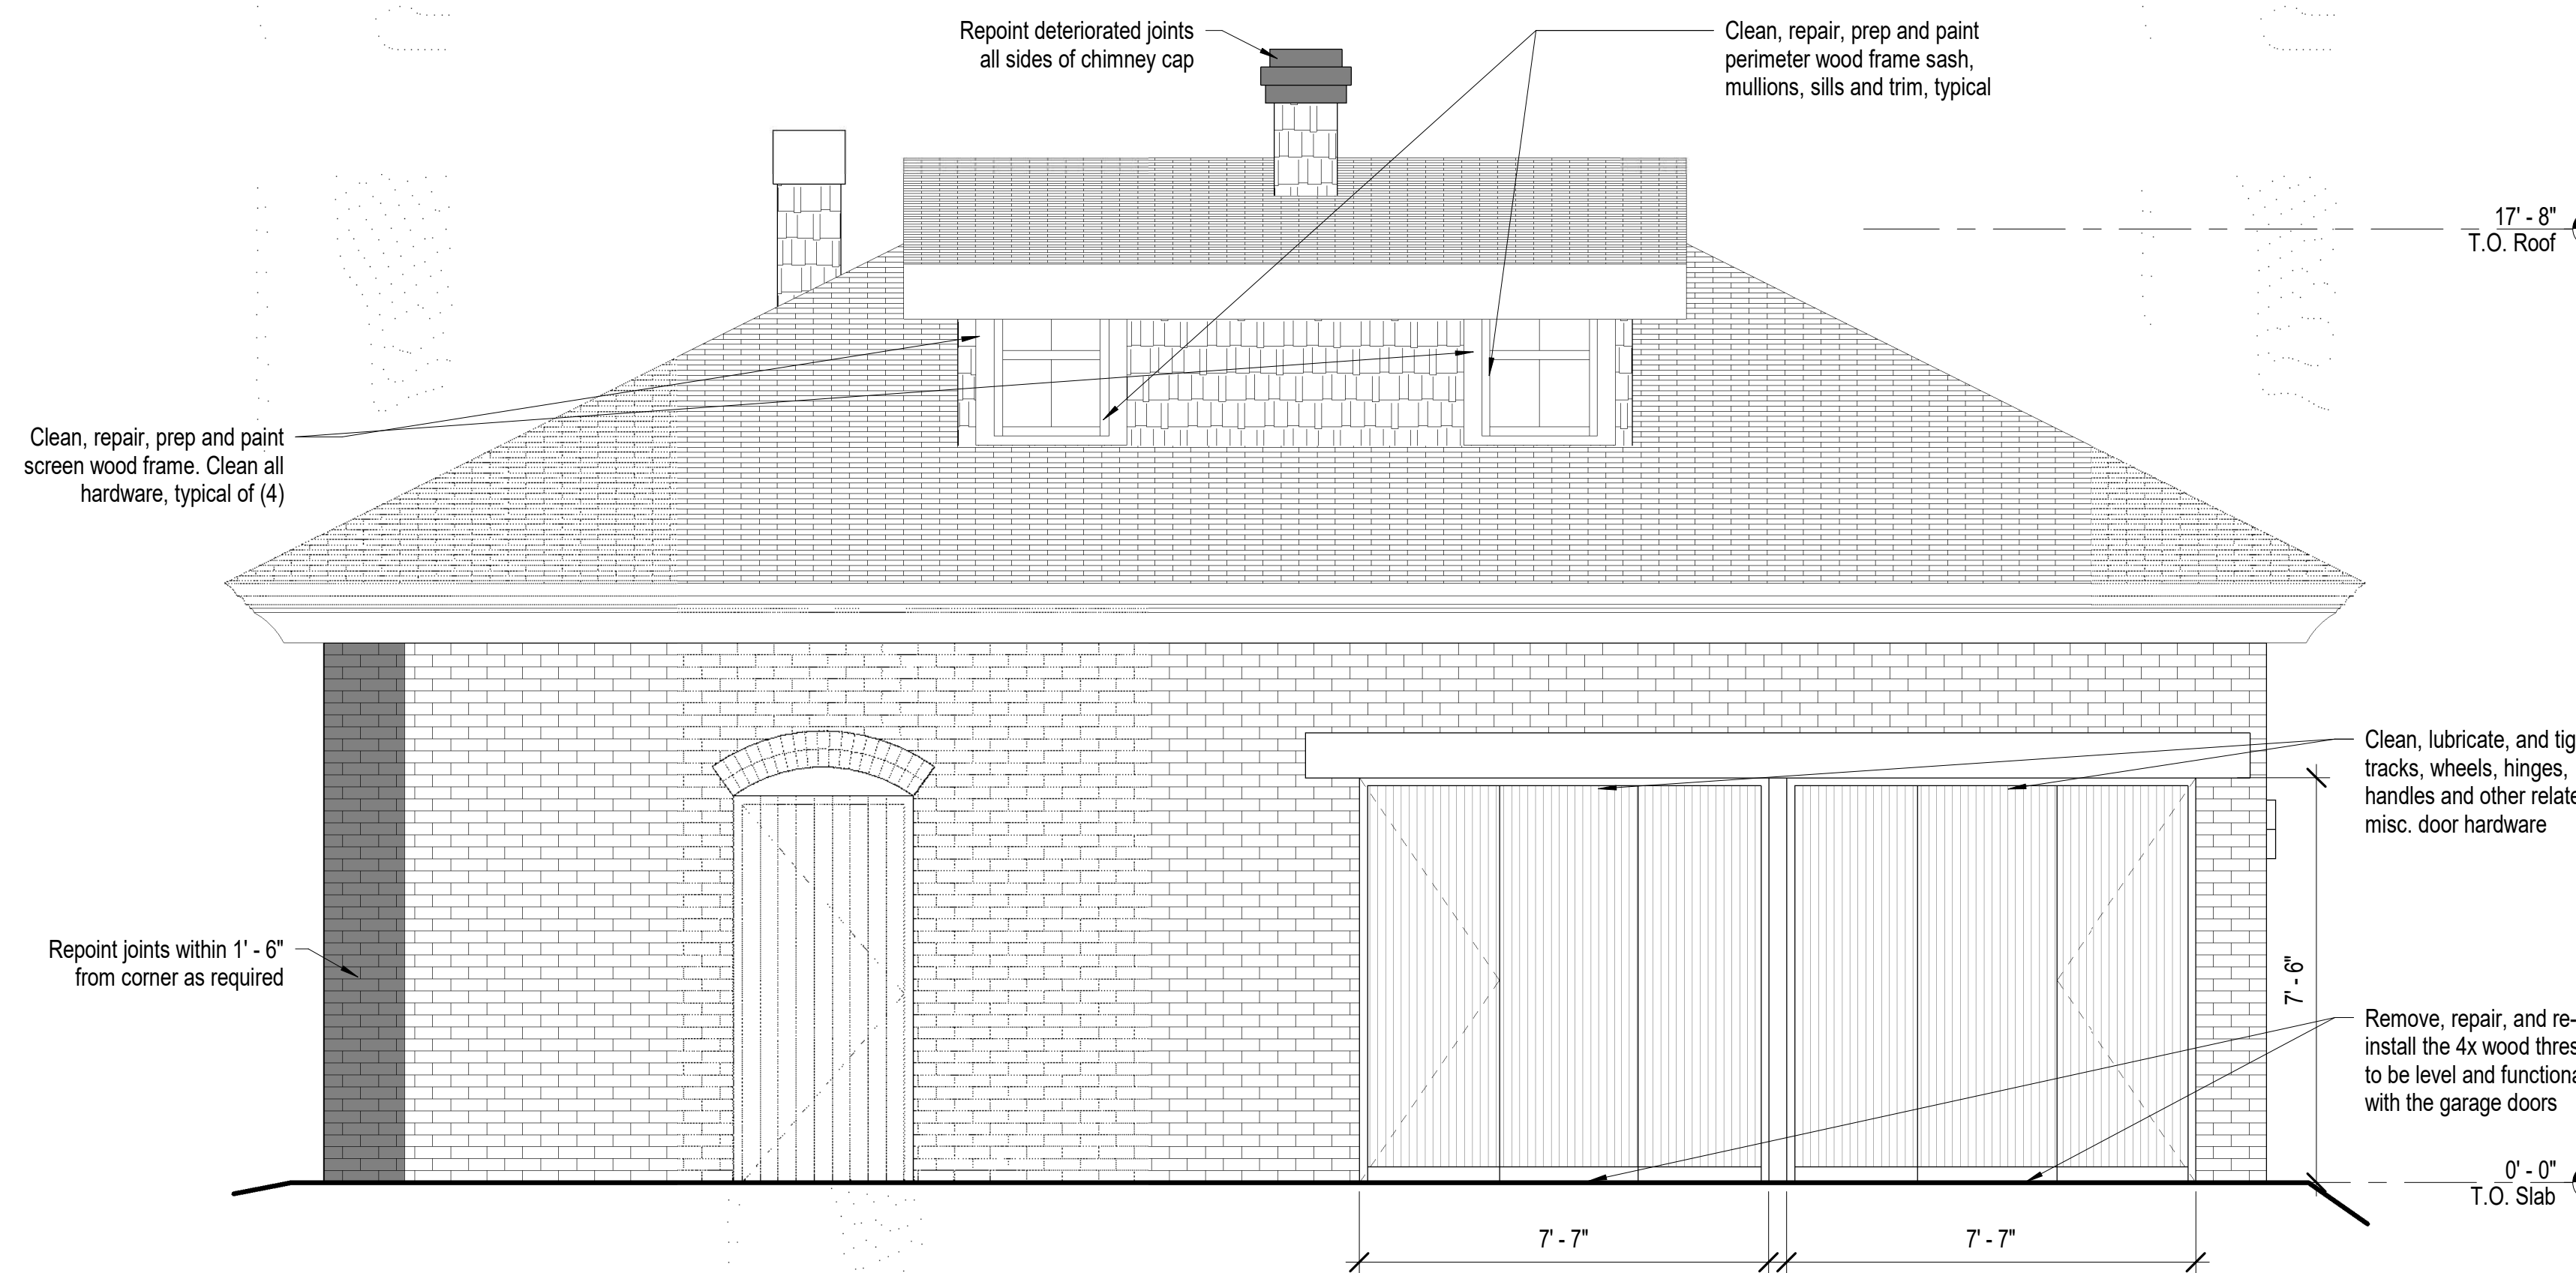 Repoint deteriorated joints
all sides of chimney cap
Clean, repair, prep and paint
perimeter wood frame sash,
mullions, sills and trim, typical
17' - 8"
T.O. Roof
Clean, repair, prep and paint
screen wood frame. Clean all
hardware, typical of (4)
Clean, lubricate, and
tracks, wheels, hinges,
handles and other
misc. door hardware
Repoint joints within 1' - 6"
from corner as required
7' - 6"
Remove, repair, and re-
install the 4x wood
to be level and
with the garage doors
0' - 0"
T.O. Slab
7' - 7"
7' - 7"